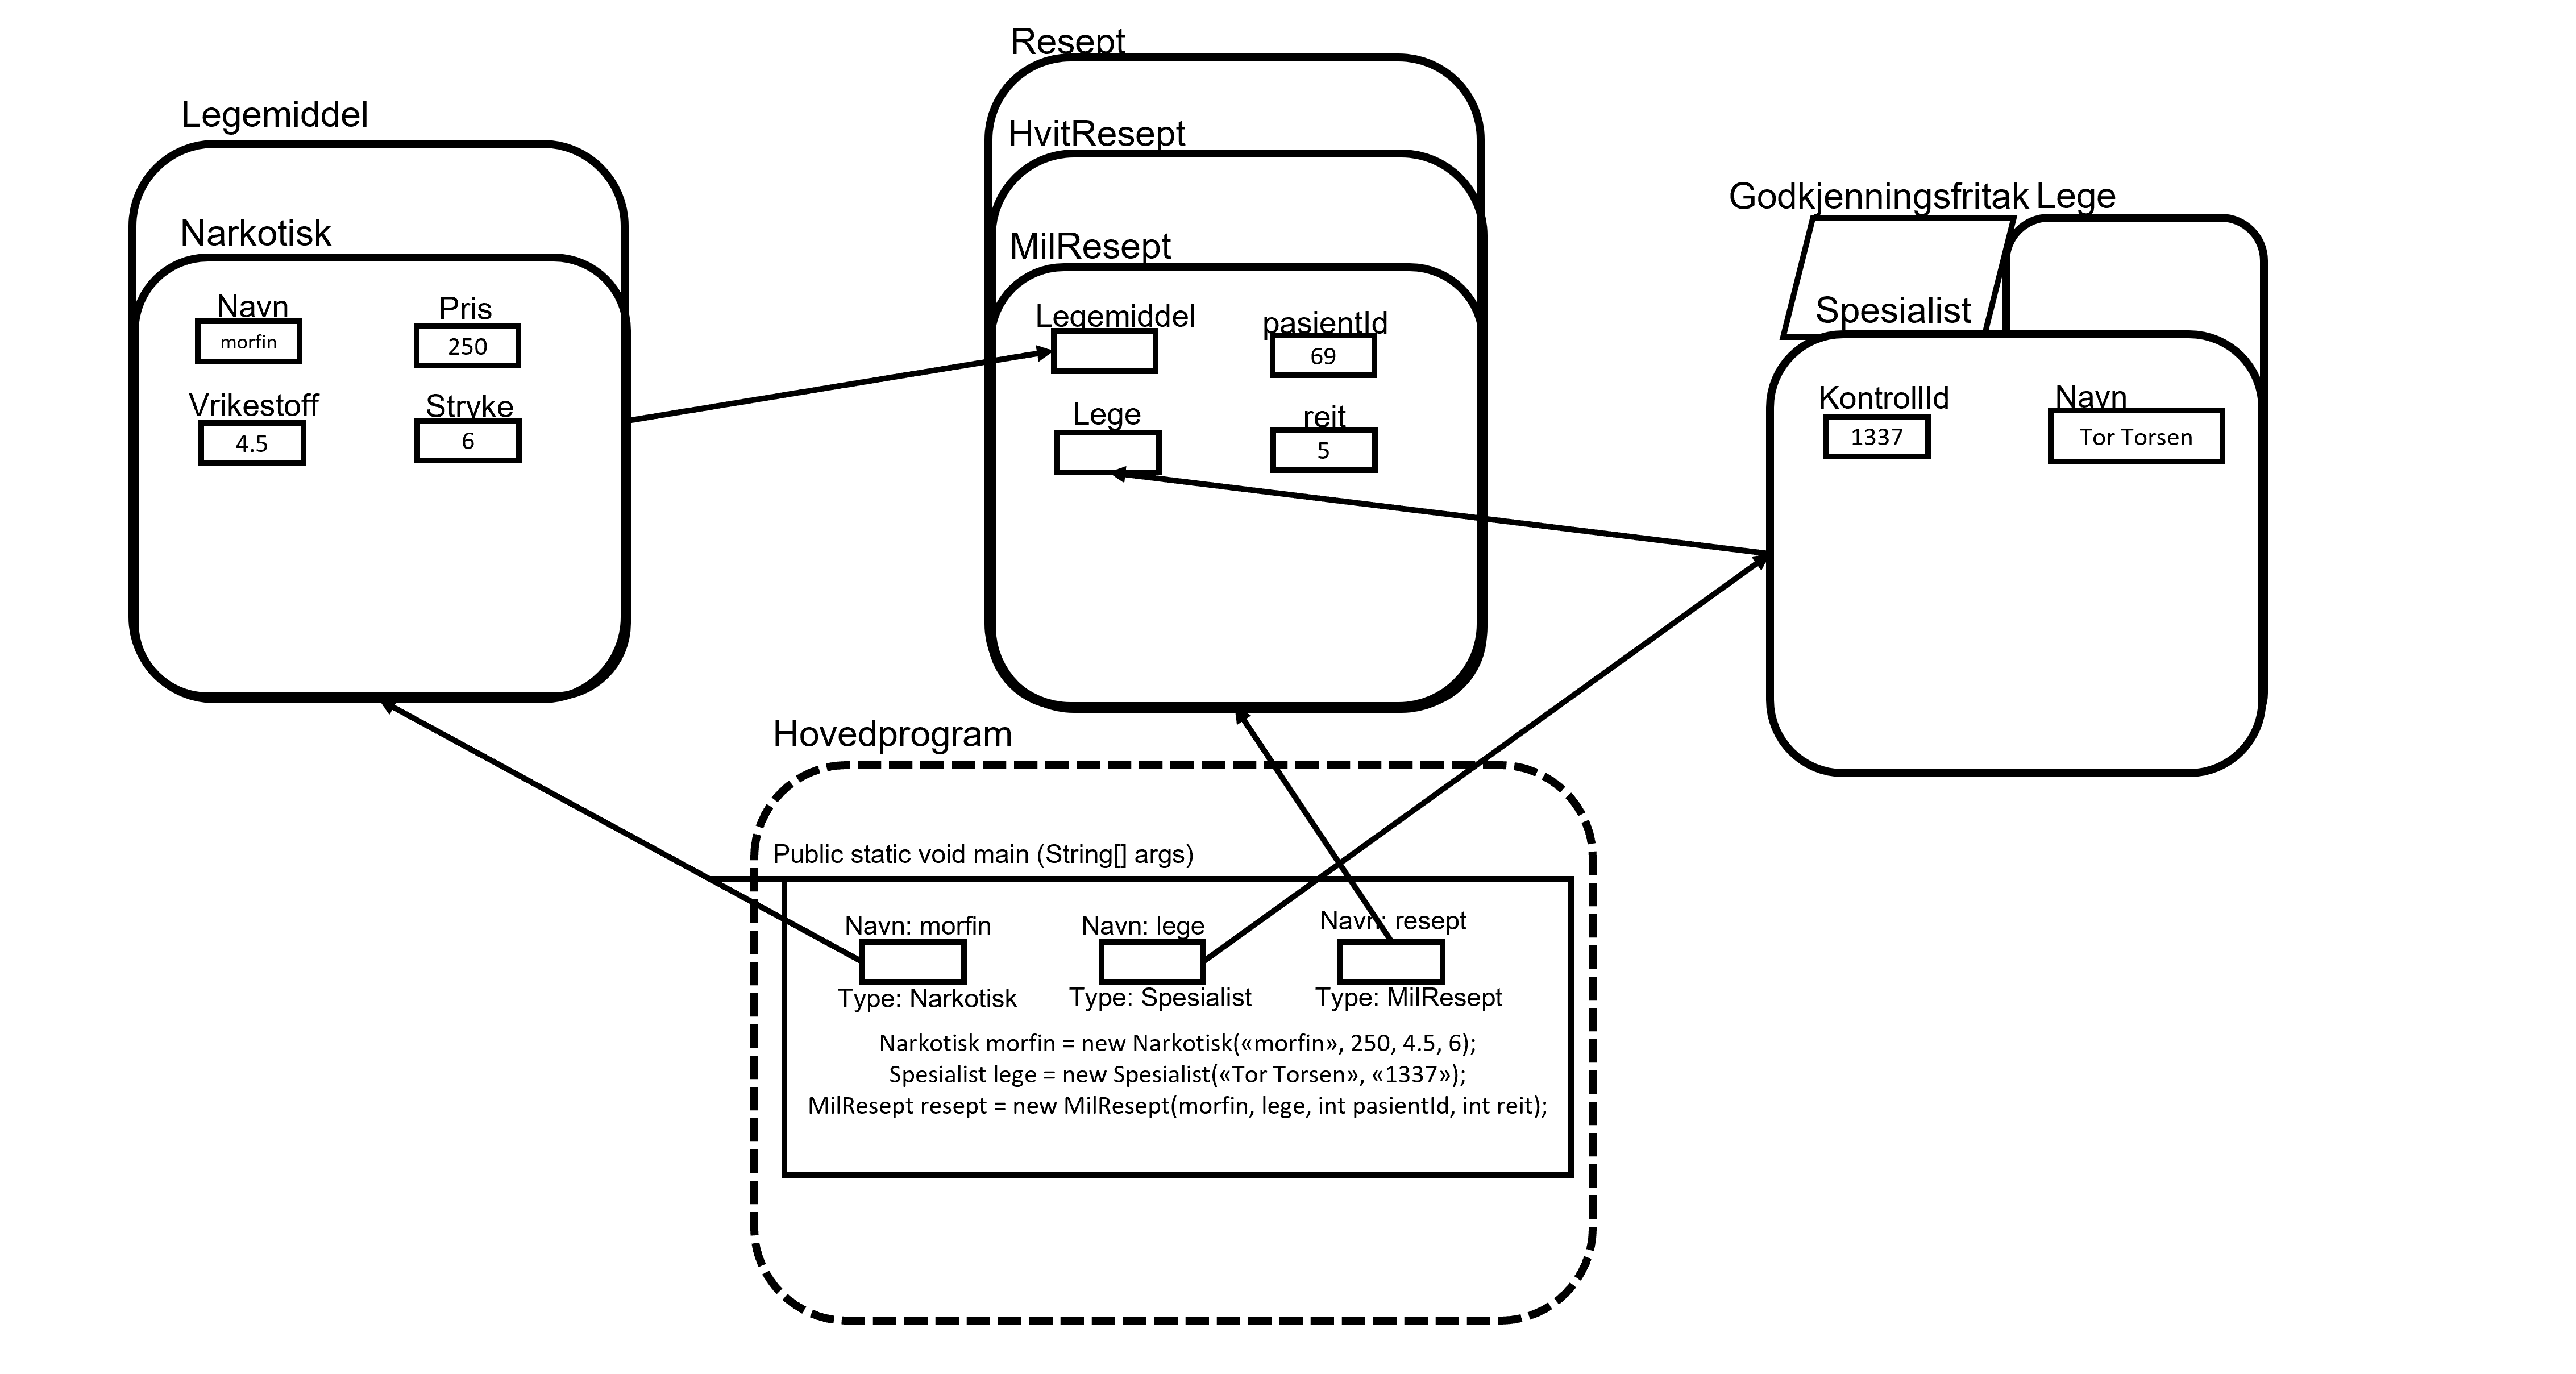 Legemiddel
Narkotisk
Navn
morfin
Pris
250
Vrikestoff
4.5
Stryke
6
Resept
HvitResept
MilResept
Legemiddel
pasientId
69
Lege
reit
5
Godkjenningsfritak
Lege
Spesialist
KontrollId
1337
Navn
Tor Torsen
Hovedprogram
Public static void main (String[] args)
Navn: morfin
Type: Narkotisk
Navn: lege
Type: Spesialist
Navn: resept
Type: MilResept
Narkotisk morfin = new Narkotisk(«morfin», 250, 4.5, 6);
Spesialist lege = new Spesialist(«Tor Torsen», «1337»);
MilResept resept = new MilResept(morfin, lege, int pasientId, int reit);